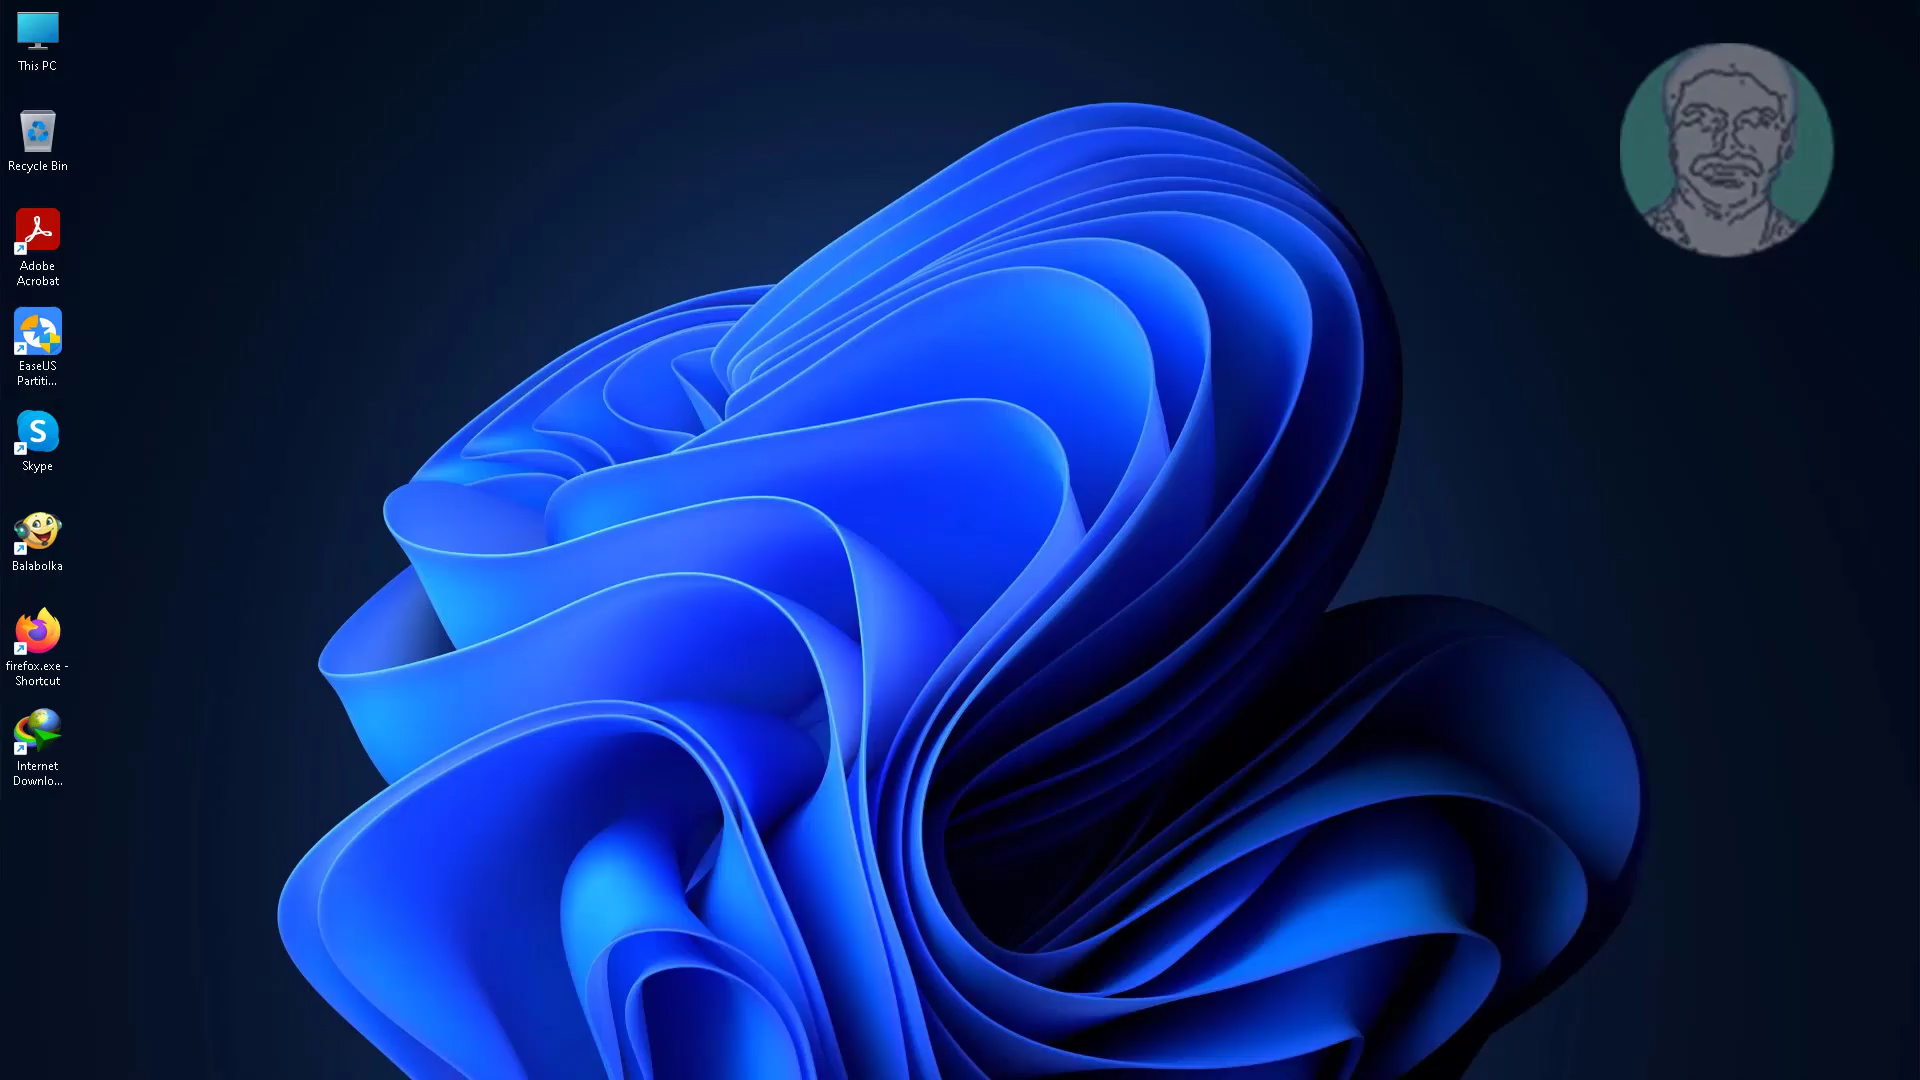 This PC
Recycle Bin
Adobe
Acrobat
EaseUS
Partiti...
S
Skype
Balabolka
firefox.exe -
Shortcut
Internet
Downlo...